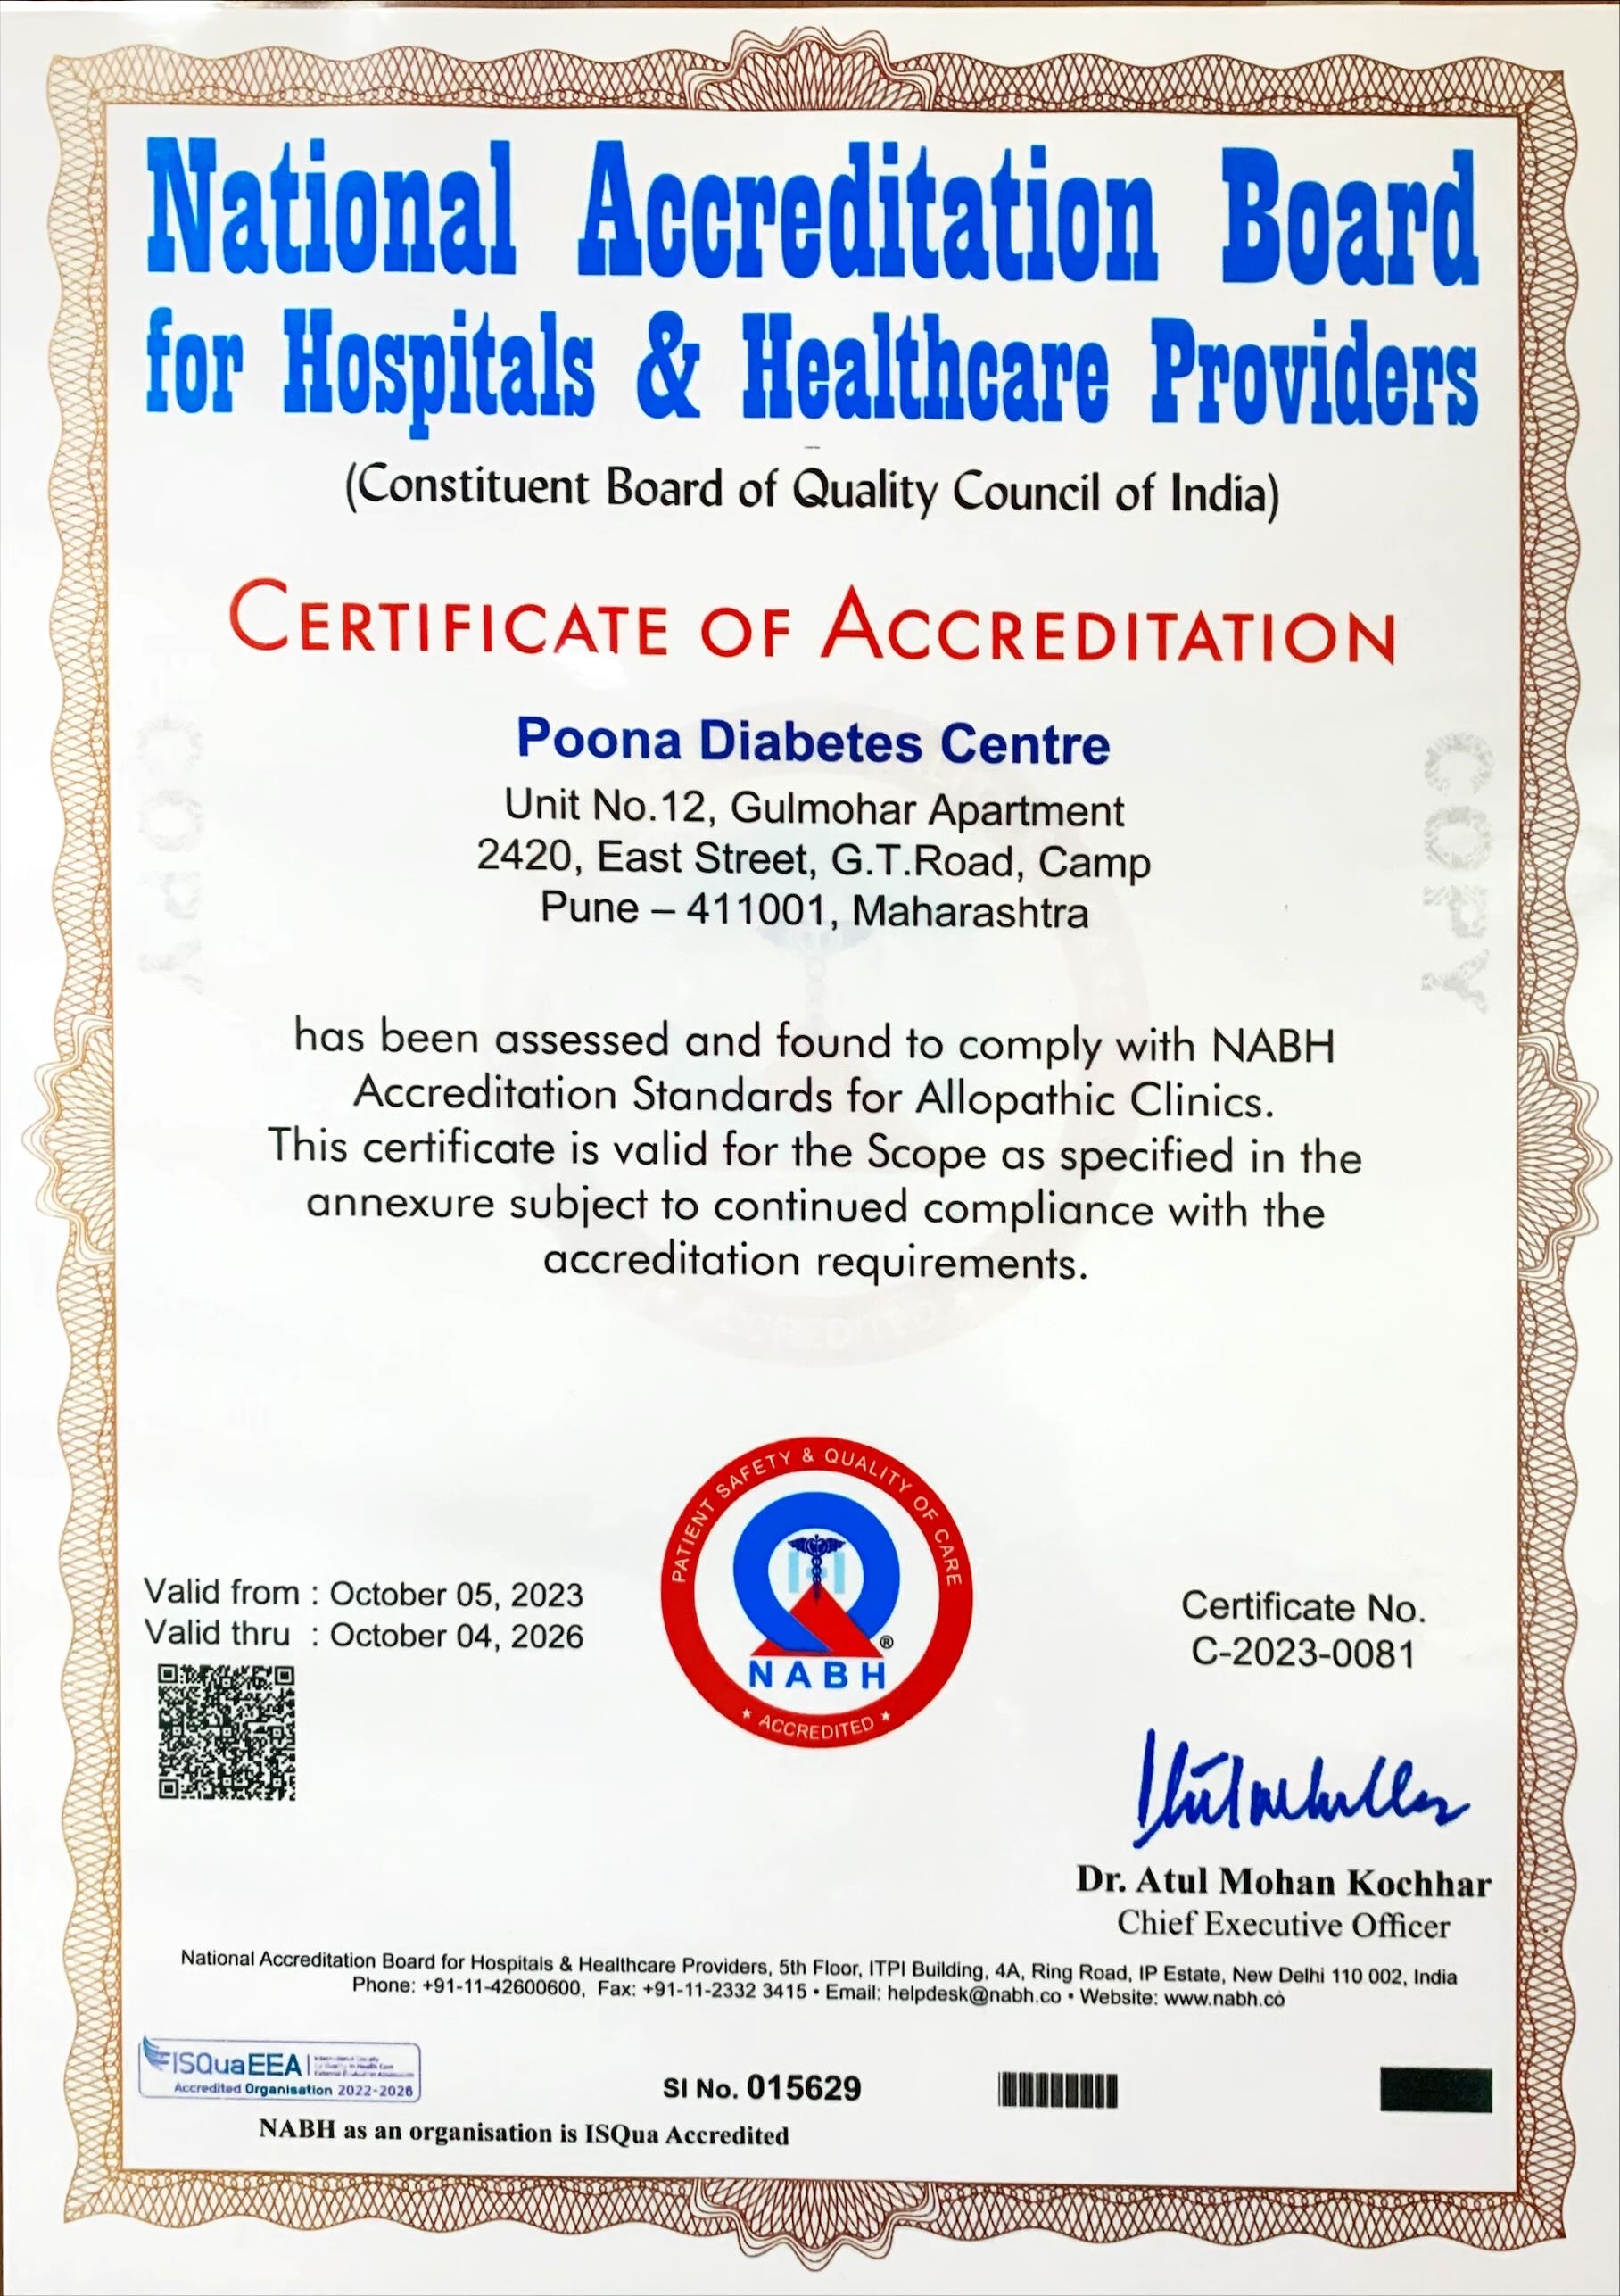 National Accreditation Board
for Hospitals & Healthcare Providers
(Constituent Board of Quality Council of India)
CERTIFICATE OF ACCREDITATION
Poona Diabetes Centre
Unit No.12, Gulmohar Apartment
2420, East Street, G.T.Road, Camp
Pune – 411001, Maharashtra
COPY
COPY
has been assessed and found to comply with NABH
Accreditation Standards for Allopathic Clinics.
This certificate is valid for the Scope as specified in the
annexure subject to continued compliance with the
accreditation requirements.
PATIENT SAFETY & QUALITY OF CARE
NABH®
★ ACCREDITED ★
Valid from : October 05, 2023
Valid thru : October 04, 2026
Certificate No.
C-2023-0081
Dr. Atul Mohan Kochhar
Chief Executive Officer
National Accreditation Board for Hospitals & Healthcare Providers, 5th Floor, ITPI Building, 4A, Ring Road, IP Estate, New Delhi 110 002, India
Phone: +91-11-42600600, Fax: +91-11-2332 3415 • Email: helpdesk@nabh.co • Website: www.nabh.co
ISQuaEEA
Accredited Organisation 2022-2026
SI No. 015629
NABH as an organisation is ISQua Accredited